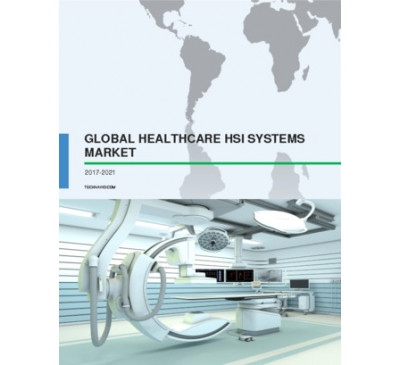 GLOBAL HEALTHCARE HSI SYSTEMS
MARKET
2017-2021
TECHNAVIO.COM